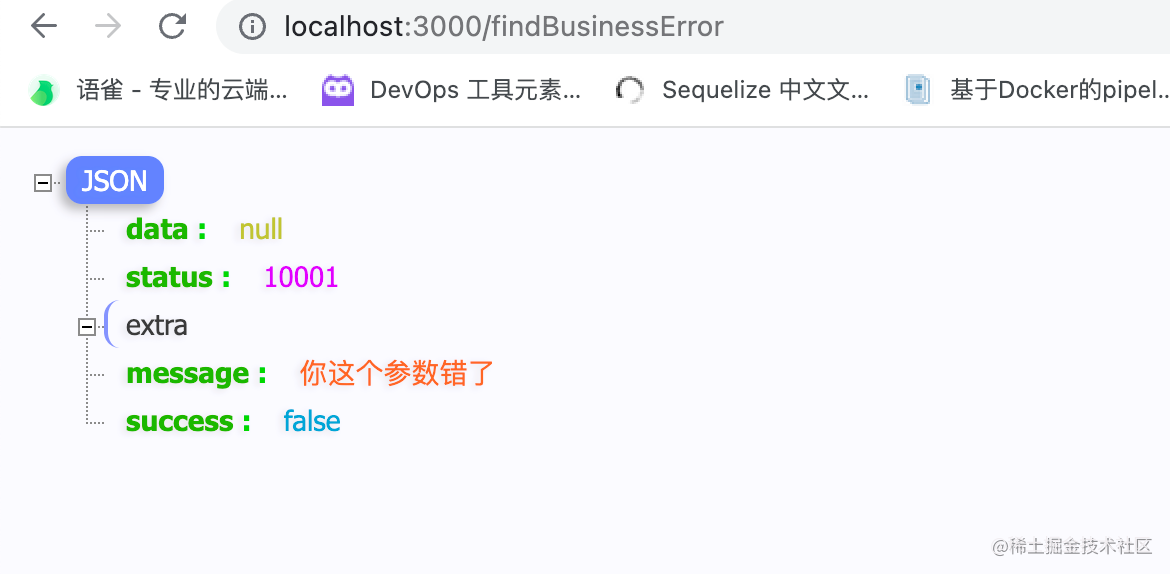 localhost:3000/findBusinessError
语雀 - 专业的云端... DevOps 工具元素... Sequelize 中文文... 基于Docker的pipel...
JSON
data : null
status : 10001
extra
message : 你这个参数错了
success : false
@稀土掘金技术社区